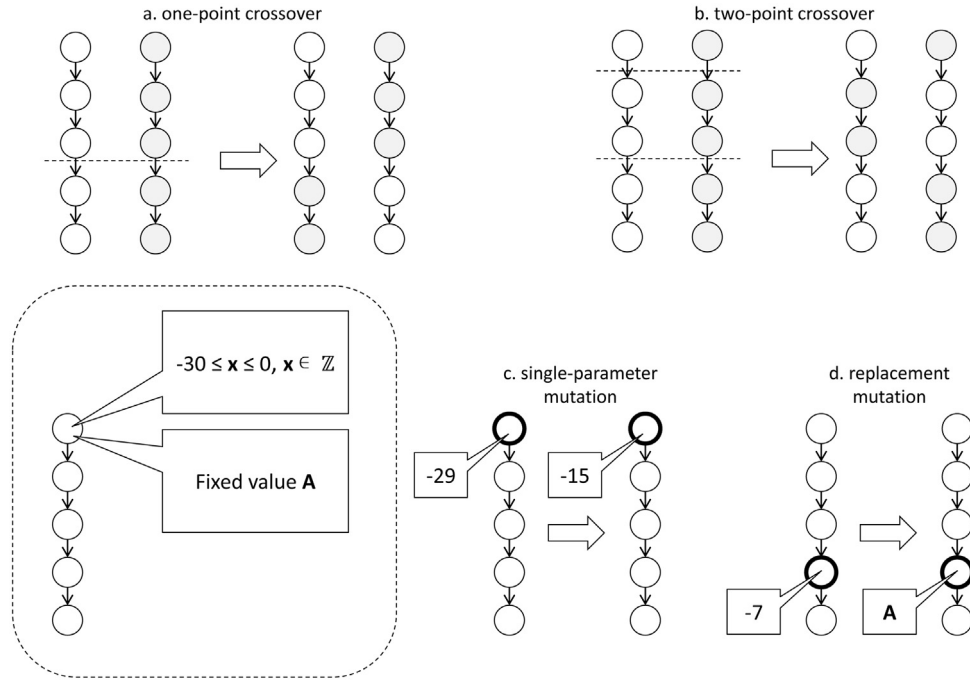 a. one-point crossover
b. two-point crossover
-30 ≤ x ≤ 0, x ∈ ℤ
Fixed value A
c. single-parameter
mutation
-29
-15
d. replacement
mutation
-7
A